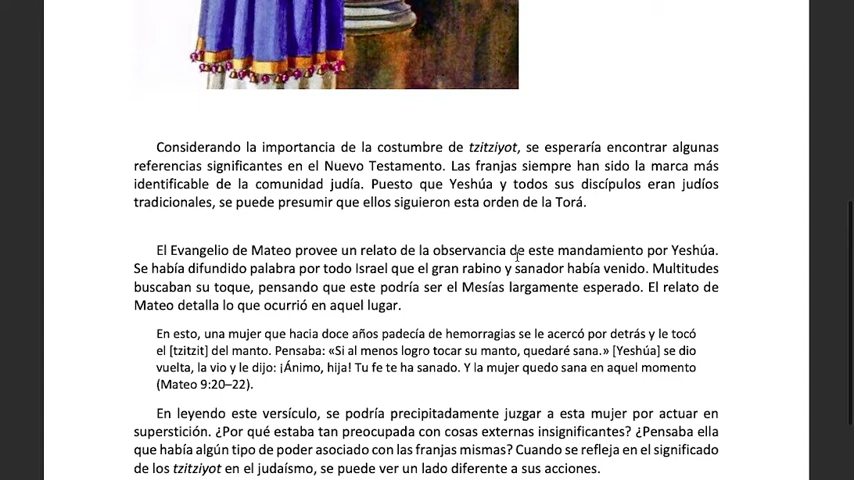 Considerando la importancia de la costumbre de tzitziyot, se esperaría encontrar algunas
referencias significantes en el Nuevo Testamento. Las franjas siempre han sido la marca más
identificable de la comunidad judía. Puesto que Yeshúa y todos sus discípulos eran judíos
tradicionales, se puede presumir que ellos siguieron esta orden de la Torá.
El Evangelio de Mateo provee un relato de la observancia de este mandamiento por Yeshúa.
Se había difundido palabra por todo Israel que el gran rabino y sanador había venido. Multitudes
buscaban su toque, pensando que este podría ser el Mesías largamente esperado. El relato de
Mateo detalla lo que ocurrió en aquel lugar.
En esto, una mujer que hacia doce años padecía de hemorragias se le acercó por detrás y le tocó
el [tzitzit] del manto. Pensaba: «Si al menos logro tocar su manto, quedaré sana.» [Yeshúa] se dio
vuelta, la vio y le dijo: ¡Ánimo, hija! Tu fe te ha sanado. Y la mujer quedo sana en aquel momento
(Mateo 9:20–22).
En leyendo este versículo, se podría precipitadamente juzgar a esta mujer por actuar en
superstición. ¿Por qué estaba tan preocupada con cosas externas insignificantes? ¿Pensaba ella
que había algún tipo de poder asociado con las franjas mismas? Cuando se refleja en el significado
de los tzitziyot en el judaísmo, se puede ver un lado diferente a sus acciones.